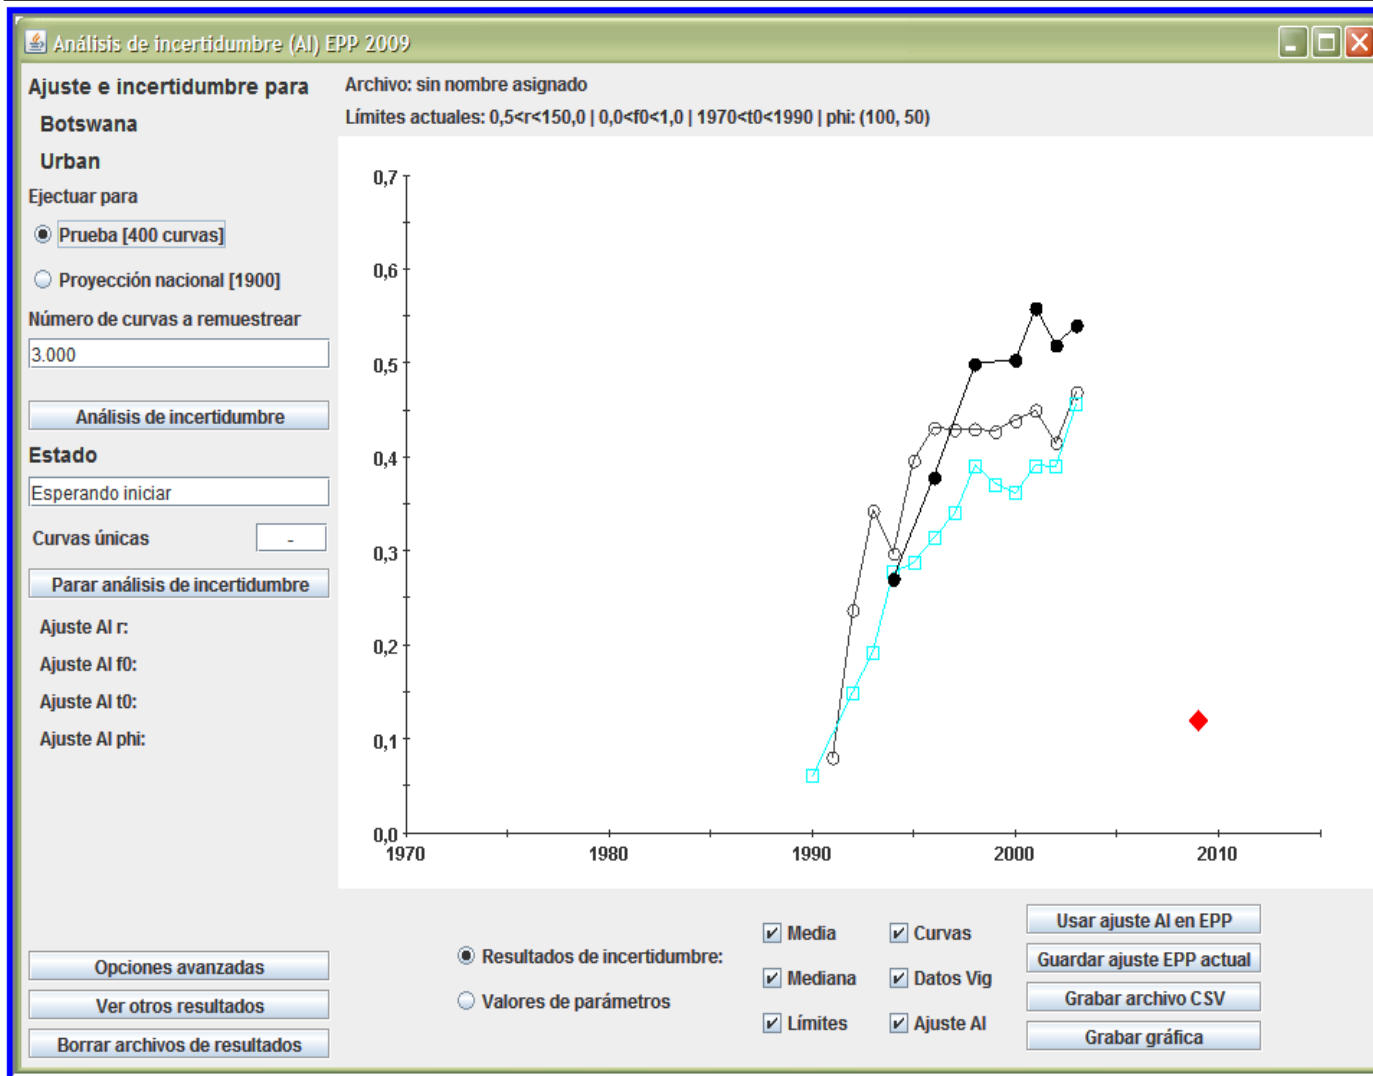 Análisis de incertidumbre (AI) EPP 2009
Ajuste e incertidumbre para
Botswana
Urban
Ejectuar para
Prueba [400 curvas]
Proyección nacional [1900]
Número de curvas a remuestrear
3.000
Análisis de incertidumbre
Estado
Esperando iniciar
Curvas únicas -
Parar análisis de incertidumbre
Ajuste AI r:
Ajuste AI f0:
Ajuste AI t0:
Ajuste AI phi:
Opciones avanzadas
Ver otros resultados
Borrar archivos de resultados
Archivo: sin nombre asignado
Límites actuales: 0,5<r<150,0 | 0,0<f0<1,0 | 1970<t0<1990 | phi: (100, 50)
0,7
0,6
0,5
0,4
0,3
0,2
0,1
0,0
1970 1980 1990 2000 2010
Resultados de incertidumbre:
Valores de parámetros
Media
Mediana
Límites
Curvas
Datos Vig
Ajuste AI
Usar ajuste AI en EPP
Guardar ajuste EPP actual
Grabar archivo CSV
Grabar gráfica